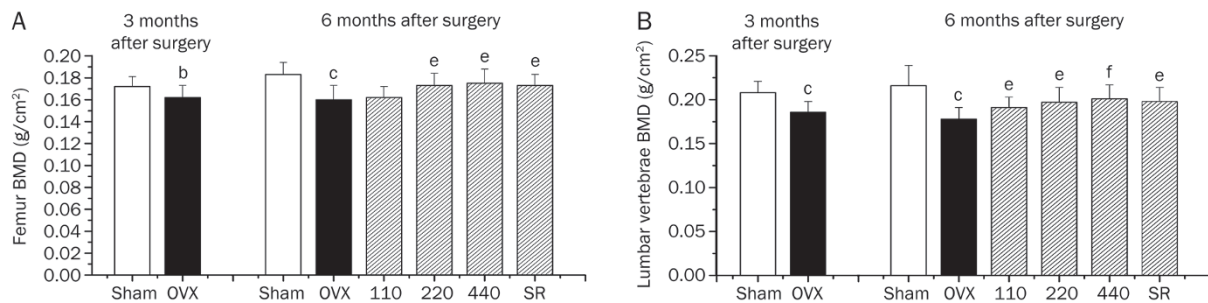 A
3 months
after surgery
6 months after surgery
Femur BMD (g/cm²)
0.20
0.18
0.16
0.14
0.12
0.10
0.08
0.06
0.04
0.02
0.00
b
c
e
e
e
Sham OVX Sham OVX 110 220 440 SR
B
3 months
after surgery
6 months after surgery
Lumbar vertebrae BMD (g/cm²)
0.25
0.20
0.15
0.10
0.05
0.00
c
c
e
e
f
e
Sham OVX Sham OVX 110 220 440 SR